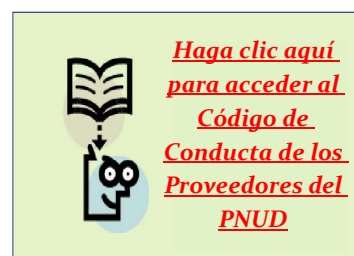 Haga clic aquí
para acceder al
Código de
Conducta de los
Proveedores del
PNUD